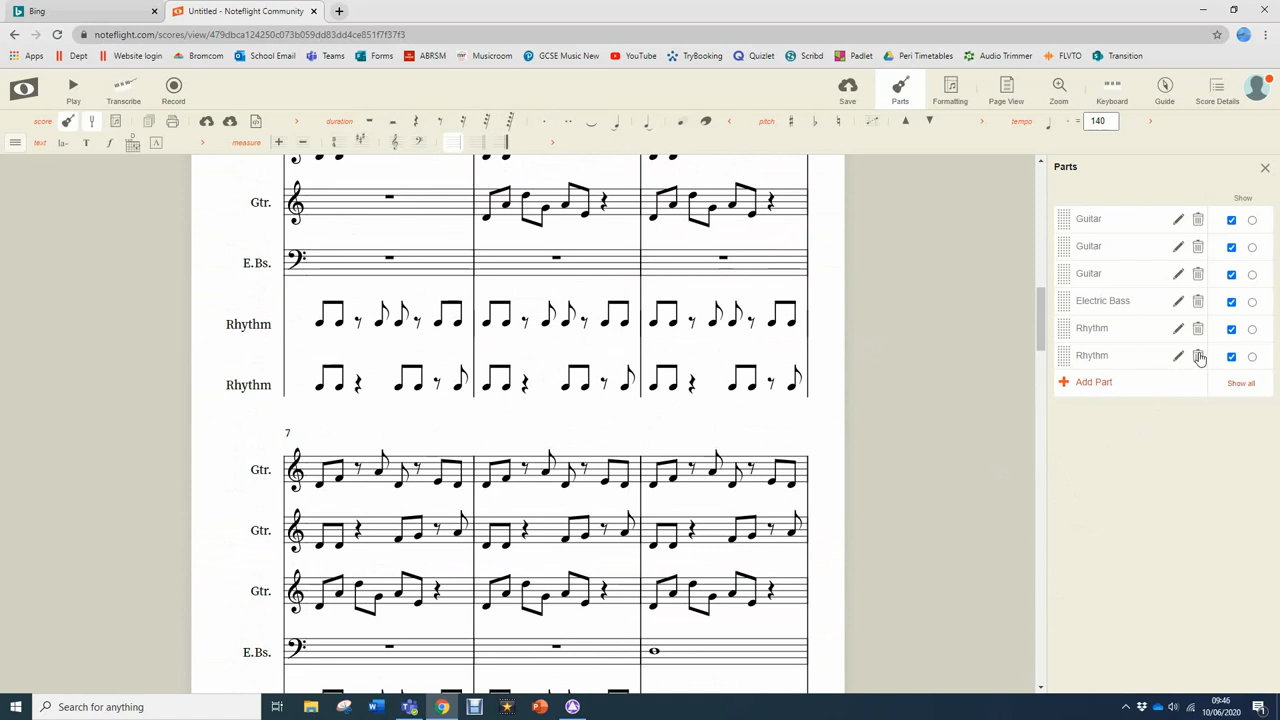 Bing
Untitled - Noteflight Community
noteflight.com/scores/view/479dbca124250c073b059dd83dd4ce851f7f37f3
Apps Department Website login Bromcom School Email Teams Forms ABRSM Musicroom GCSE Music New YouTube TryBooking Quizlet Scribd Padlet Peri Timetables Audio Trimmer FLVTO Transition
Play Transcribe Record Save Parts Formatting Page View Zoom Keyboard Guide Score Details
score duration pitch tempo = 140
text la- T f A measure
Parts
Show
Guitar
Guitar
Guitar
Electric Bass
Rhythm
Rhythm
Add Part Show all
Gtr.
E.Bs.
Rhythm
Rhythm
7
Gtr.
Gtr.
Gtr.
E.Bs.
Search for anything
09:46
10/06/2020